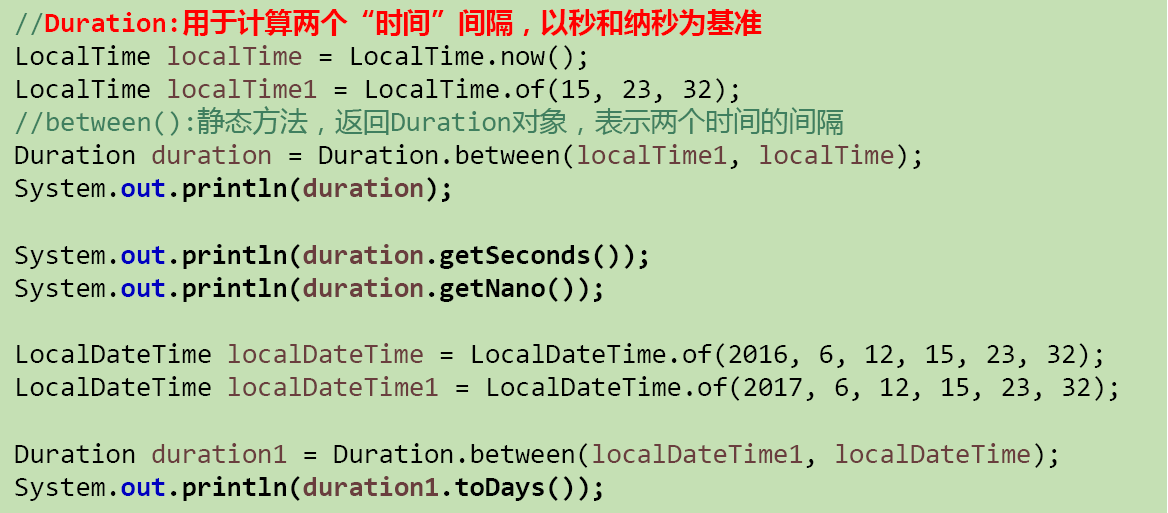 //Duration:用于计算两个“时间”间隔，以秒和纳秒为基准
LocalTime localTime = LocalTime.now();
LocalTime localTime1 = LocalTime.of(15, 23, 32);
//between():静态方法，返回Duration对象，表示两个时间的间隔
Duration duration = Duration.between(localTime1, localTime);
System.out.println(duration);
System.out.println(duration.getSeconds());
System.out.println(duration.getNano());
LocalDateTime localDateTime = LocalDateTime.of(2016, 6, 12, 15, 23, 32);
LocalDateTime localDateTime1 = LocalDateTime.of(2017, 6, 12, 15, 23, 32);
Duration duration1 = Duration.between(localDateTime1, localDateTime);
System.out.println(duration1.toDays());